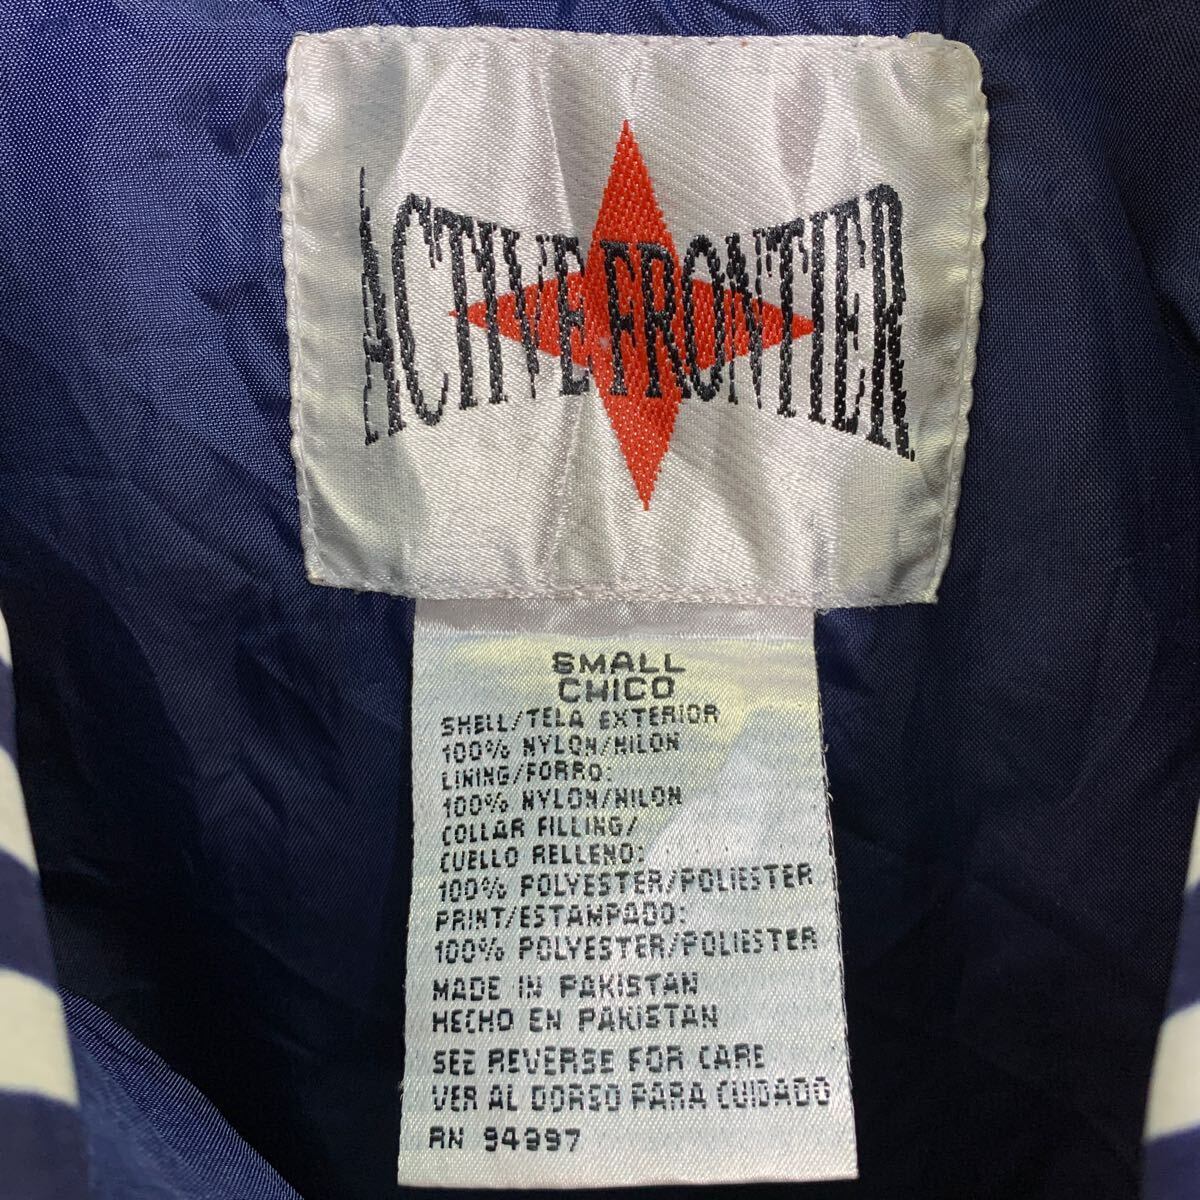 ACTIVE FRONTIER
SMALL
CHICO
SHELL/TELA EXTERIOR
100% NYLON/NILON
LINING/FORRO:
100% NYLON/NILON
COLLAR FILLING/
CUELLO RELLENO:
100% POLYESTER/POLIESTER
PRINT/ESTAMPADO:
100% POLYESTER/POLIESTER
MADE IN PAKISTAN
HECHO EN PAKISTAN
SEE REVERSE FOR CARE
VER AL DORSO PARA CUIDADO
RN 94997